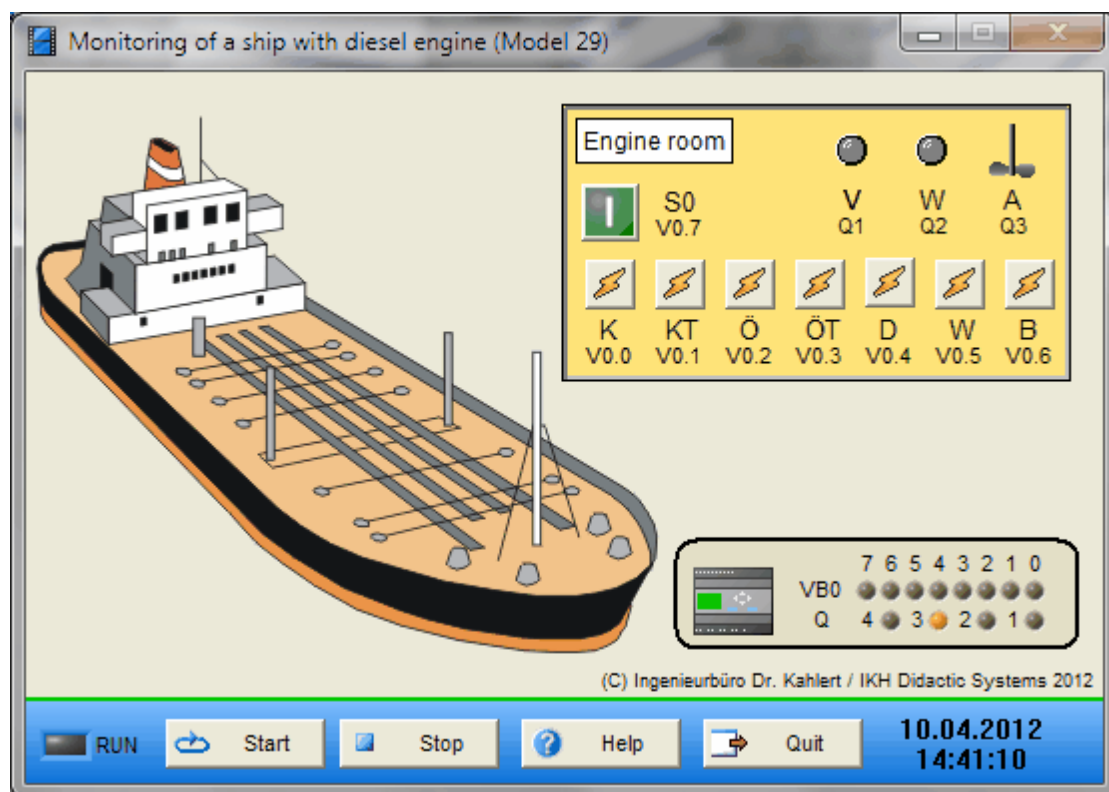 Monitoring of a ship with diesel engine (Model 29)
Engine room
S0
V0.7
V W A
Q1 Q2 Q3
K KT Ö ÖT D W B
V0.0 V0.1 V0.2 V0.3 V0.4 V0.5 V0.6
7 6 5 4 3 2 1 0
VB0
Q 4 3 2 1
(C) Ingenieurbüro Dr. Kahlert / IKH Didactic Systems 2012
RUN Start Stop Help Quit
10.04.2012
14:41:10